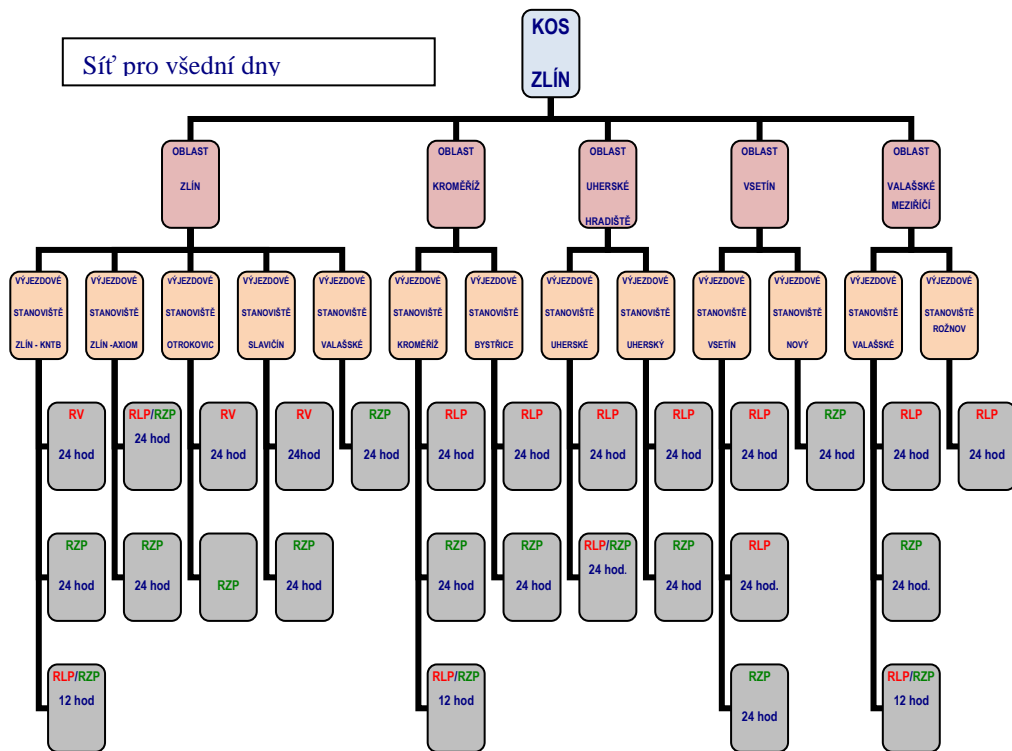 KOS
ZLÍN
Síť pro všední dny
OBLAST
ZLÍN
OBLAST
KROMĚŘÍŽ
OBLAST
UHERSKÉ
HRADIŠTĚ
OBLAST
VSETÍN
OBLAST
VALAŠSKÉ
MEZIŘÍČÍ
VÝJEZDOVÉ
STANOVIŠTĚ
ZLÍN - KNTB
VÝJEZDOVÉ
STANOVIŠTĚ
ZLÍN -AXIOM
VÝJEZDOVÉ
STANOVIŠTĚ
OTROKOVIC
VÝJEZDOVÉ
STANOVIŠTĚ
SLAVIČÍN
VÝJEZDOVÉ
STANOVIŠTĚ
VALAŠSKÉ
VÝJEZDOVÉ
STANOVIŠTĚ
KROMĚŘÍŽ
VÝJEZDOVÉ
STANOVIŠTĚ
BYSTŘICE
VÝJEZDOVÉ
STANOVIŠTĚ
UHERSKÉ
VÝJEZDOVÉ
STANOVIŠTĚ
UHERSKÝ
VÝJEZDOVÉ
STANOVIŠTĚ
VSETÍN
VÝJEZDOVÉ
STANOVIŠTĚ
NOVÝ
VÝJEZDOVÉ
STANOVIŠTĚ
VALAŠSKÉ
VÝJEZDOVÉ
STANOVIŠTĚ
ROŽNOV
RV
24 hod
RLP/RZP
24 hod
RV
24 hod
RV
24hod
RZP
24 hod
RLP
24 hod
RLP
24 hod
RLP
24 hod
RLP
24 hod
RLP
24 hod
RZP
24 hod
RLP
24 hod
RLP
24 hod
RZP
24 hod
RZP
24 hod
RZP
RZP
24 hod
RZP
24 hod
RZP
24 hod
RLP/RZP
24 hod.
RZP
24 hod
RLP
24 hod.
RZP
24 hod.
RLP/RZP
12 hod
RLP/RZP
12 hod
RZP
24 hod
RLP/RZP
12 hod